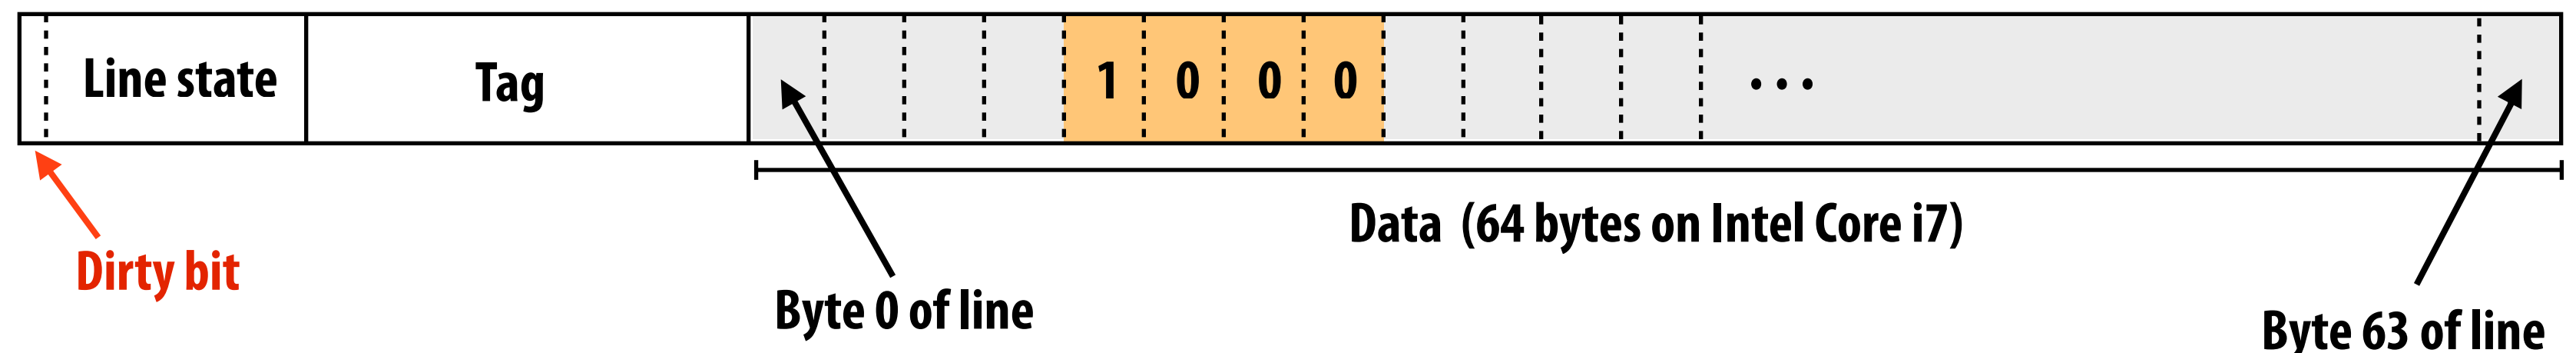 Line state
Tag
1 0 0 0
...
Dirty bit
Data (64 bytes on Intel Core i7)
Byte 0 of line
Byte 63 of line